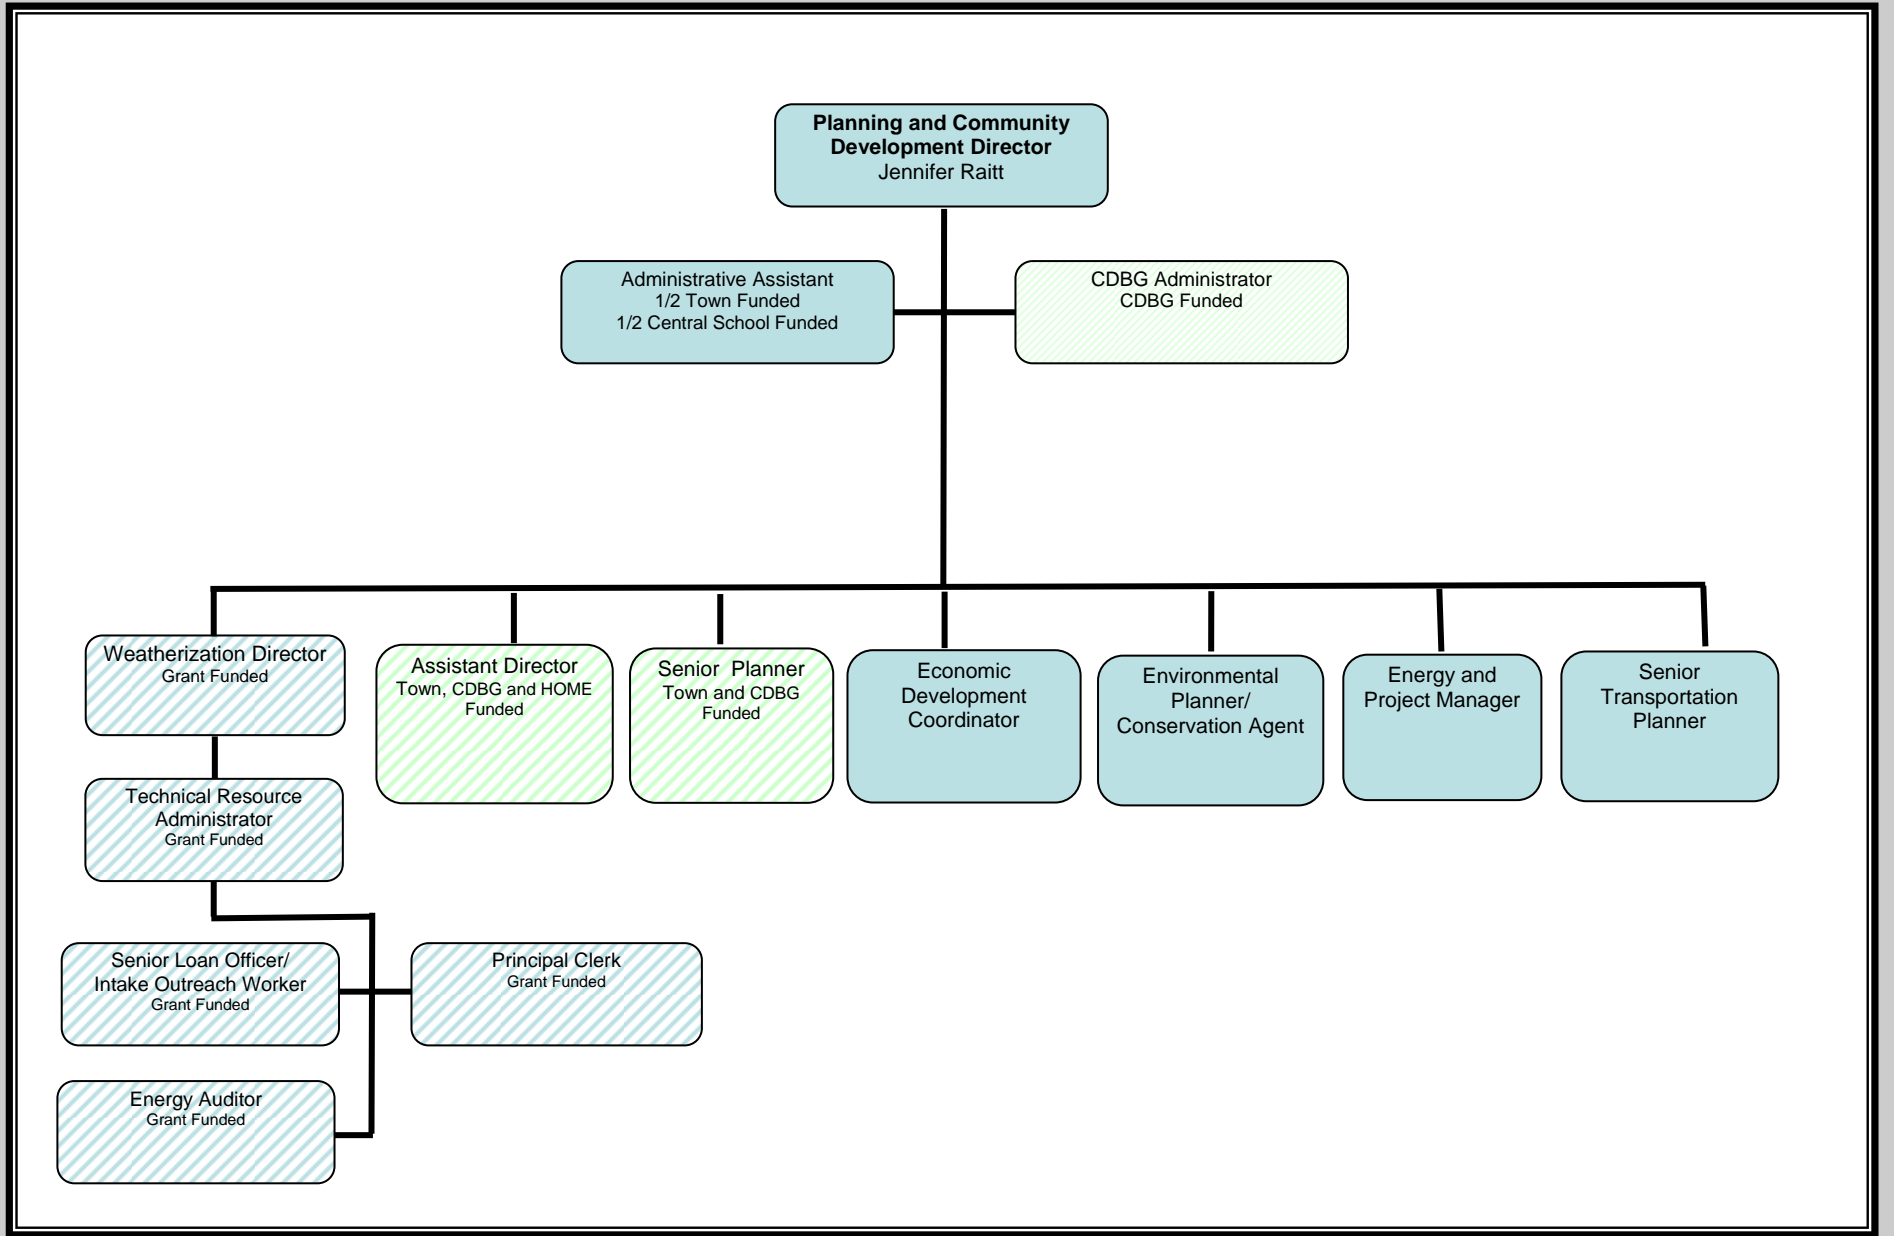 Planning and Community
Development Director
Jennifer Raitt
Administrative Assistant
1/2 Town Funded
1/2 Central School Funded
CDBG Administrator
CDBG Funded
Weatherization Director
Grant Funded
Assistant Director
Town, CDBG and HOME
Funded
Senior Planner
Town and CDBG
Funded
Economic
Development
Coordinator
Environmental
Planner/
Conservation Agent
Energy and
Project Manager
Senior
Transportation
Planner
Technical Resource
Administrator
Grant Funded
Senior Loan Officer/
Intake Outreach Worker
Grant Funded
Principal Clerk
Grant Funded
Energy Auditor
Grant Funded